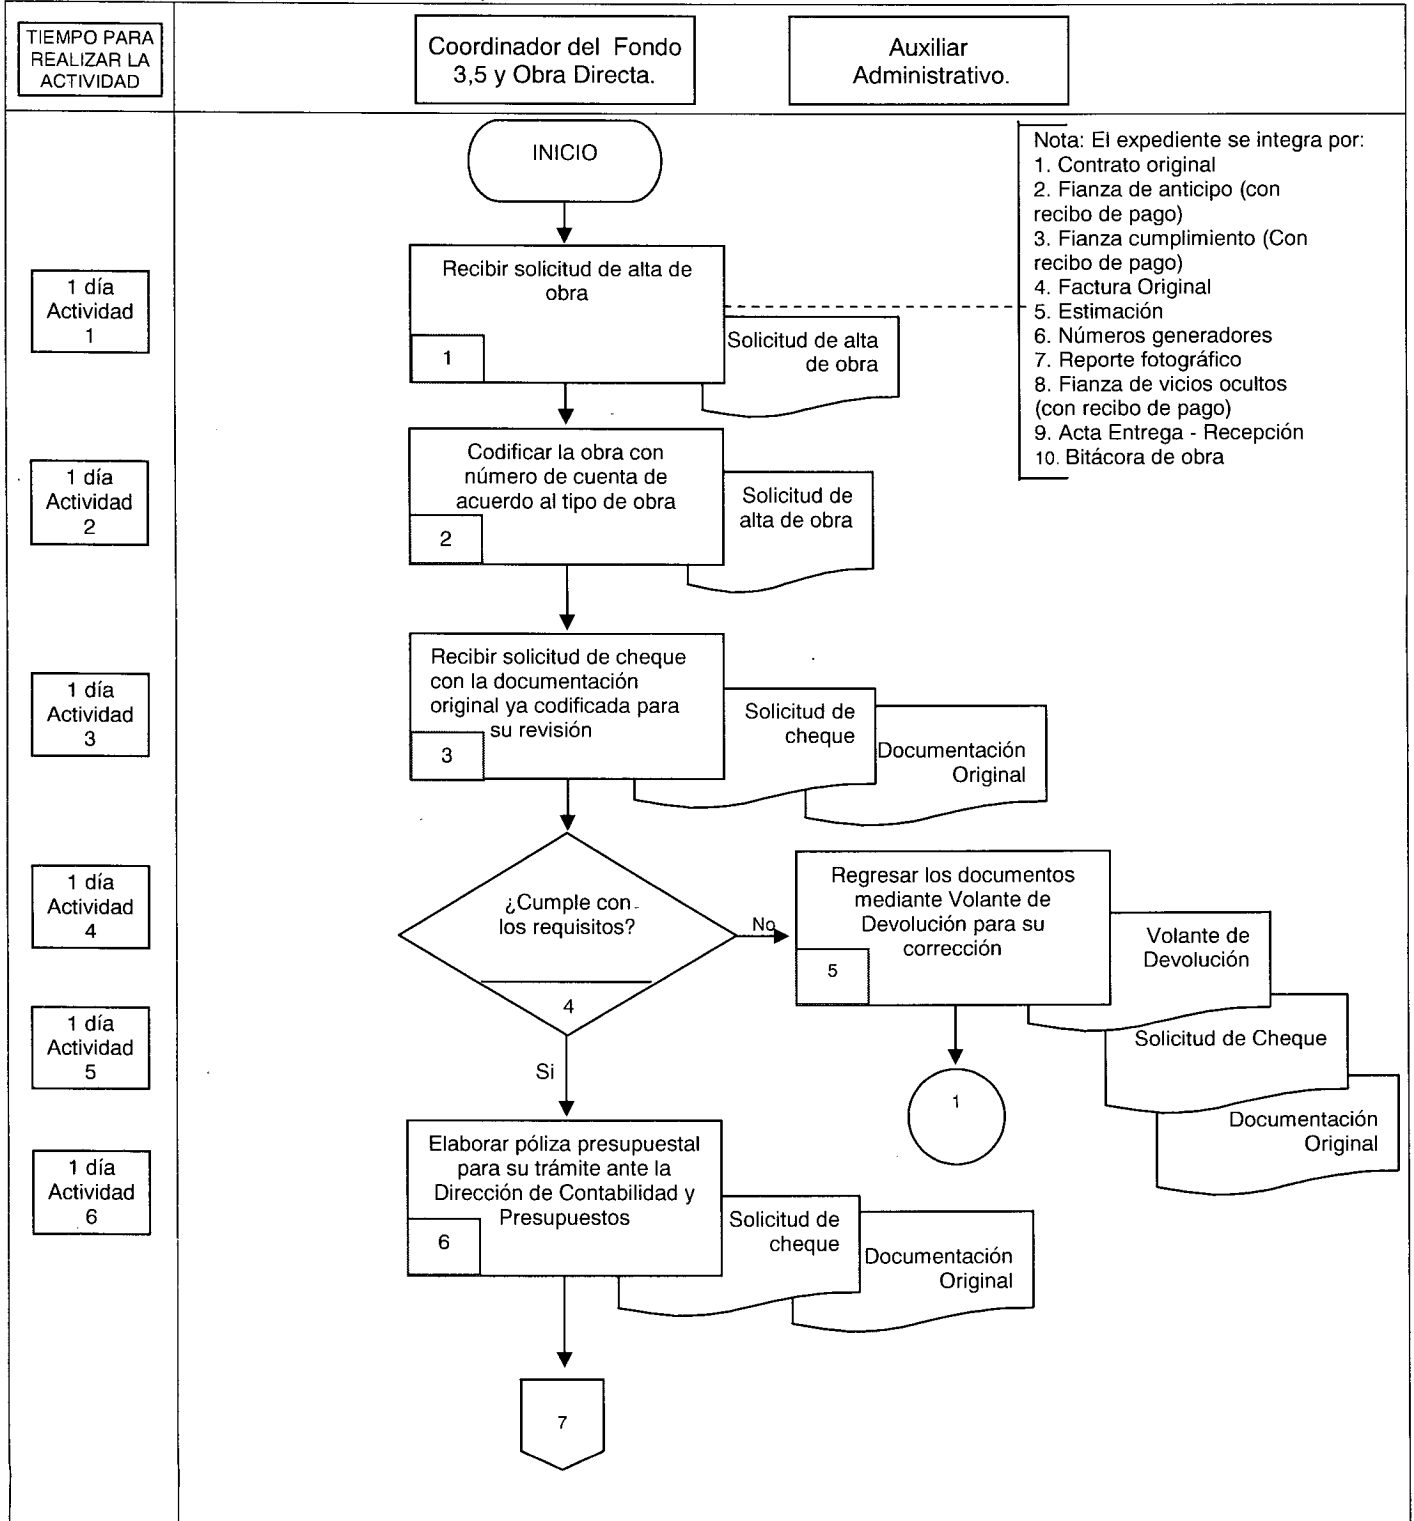 TIEMPO PARA
REALIZAR LA
ACTIVIDAD
Coordinador del Fondo
3,5 y Obra Directa.
Auxiliar
Administrativo.
INICIO
Nota: El expediente se integra por:
1. Contrato original
2. Fianza de anticipo (con
recibo de pago)
3. Fianza cumplimiento (Con
recibo de pago)
4. Factura Original
5. Estimación
6. Números generadores
7. Reporte fotográfico
8. Fianza de vicios ocultos
(con recibo de pago)
9. Acta Entrega - Recepción
10. Bitácora de obra
1 día
Actividad
1
Recibir solicitud de alta de
obra
1
Solicitud de alta
de obra
1 día
Actividad
2
Codificar la obra con
número de cuenta de
acuerdo al tipo de obra
2
Solicitud de
alta de obra
1 día
Actividad
3
Recibir solicitud de cheque
con la documentación
original ya codificada para
su revisión
3
Solicitud de
cheque
Documentación
Original
1 día
Actividad
4
¿Cumple con
los requisitos?
4
No
Regresar los documentos
mediante Volante de
Devolución para su
corrección
5
Volante de
Devolución
Solicitud de Cheque
Documentación
Original
1
1 día
Actividad
5
Si
1 día
Actividad
6
Elaborar póliza presupuestal
para su trámite ante la
Dirección de Contabilidad y
Presupuestos
6
Solicitud de
cheque
Documentación
Original
7